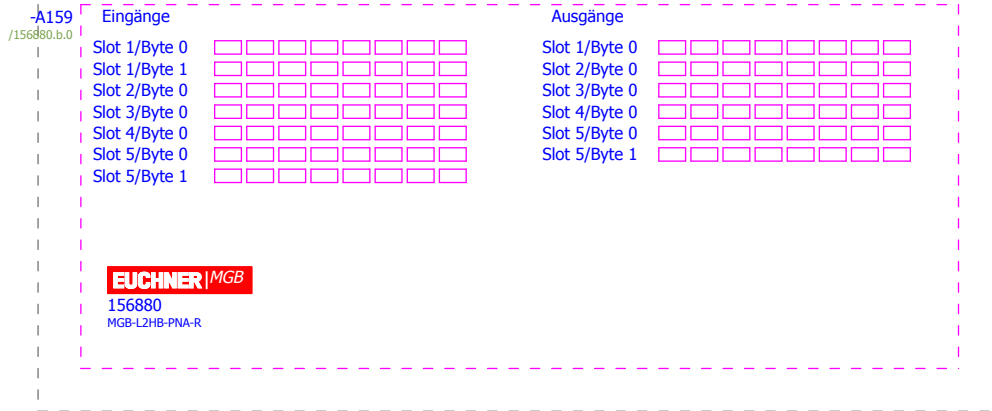 -A159
/156880.b.0
Eingänge
Slot 1/Byte 0
Slot 1/Byte 1
Slot 2/Byte 0
Slot 3/Byte 0
Slot 4/Byte 0
Slot 5/Byte 0
Slot 5/Byte 1
Ausgänge
Slot 1/Byte 0
Slot 2/Byte 0
Slot 3/Byte 0
Slot 4/Byte 0
Slot 5/Byte 0
Slot 5/Byte 1
EUCHNER|MGB
156880
MGB-L2HB-PNA-R